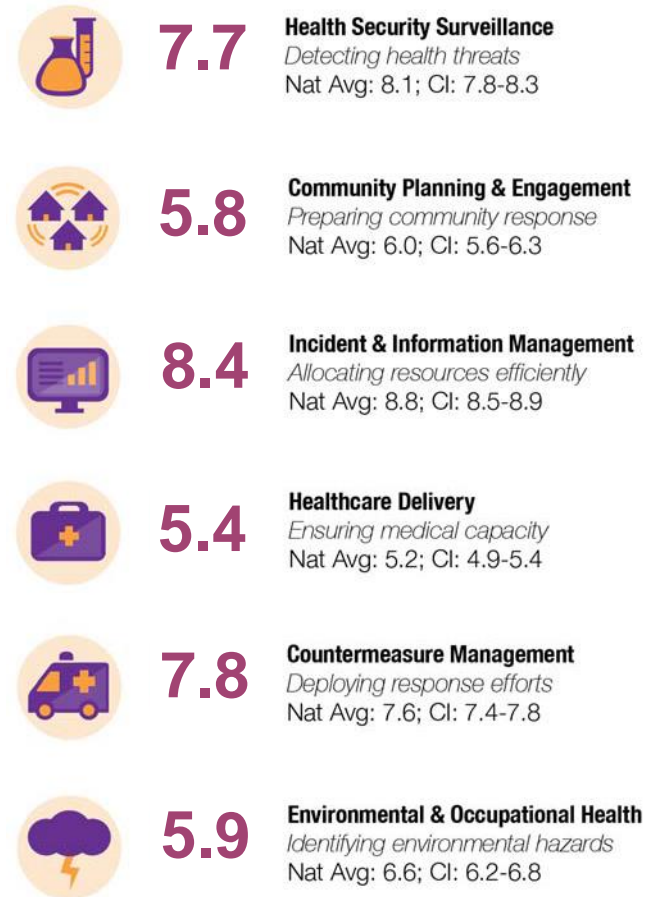 7.7
Health Security Surveillance
Detecting health threats
Nat Avg: 8.1; CI: 7.8-8.3
5.8
Community Planning & Engagement
Preparing community response
Nat Avg: 6.0; CI: 5.6-6.3
8.4
Incident & Information Management
Allocating resources efficiently
Nat Avg: 8.8; CI: 8.5-8.9
5.4
Healthcare Delivery
Ensuring medical capacity
Nat Avg: 5.2; CI: 4.9-5.4
7.8
Countermeasure Management
Deploying response efforts
Nat Avg: 7.6; CI: 7.4-7.8
5.9
Environmental & Occupational Health
Identifying environmental hazards
Nat Avg: 6.6; CI: 6.2-6.8